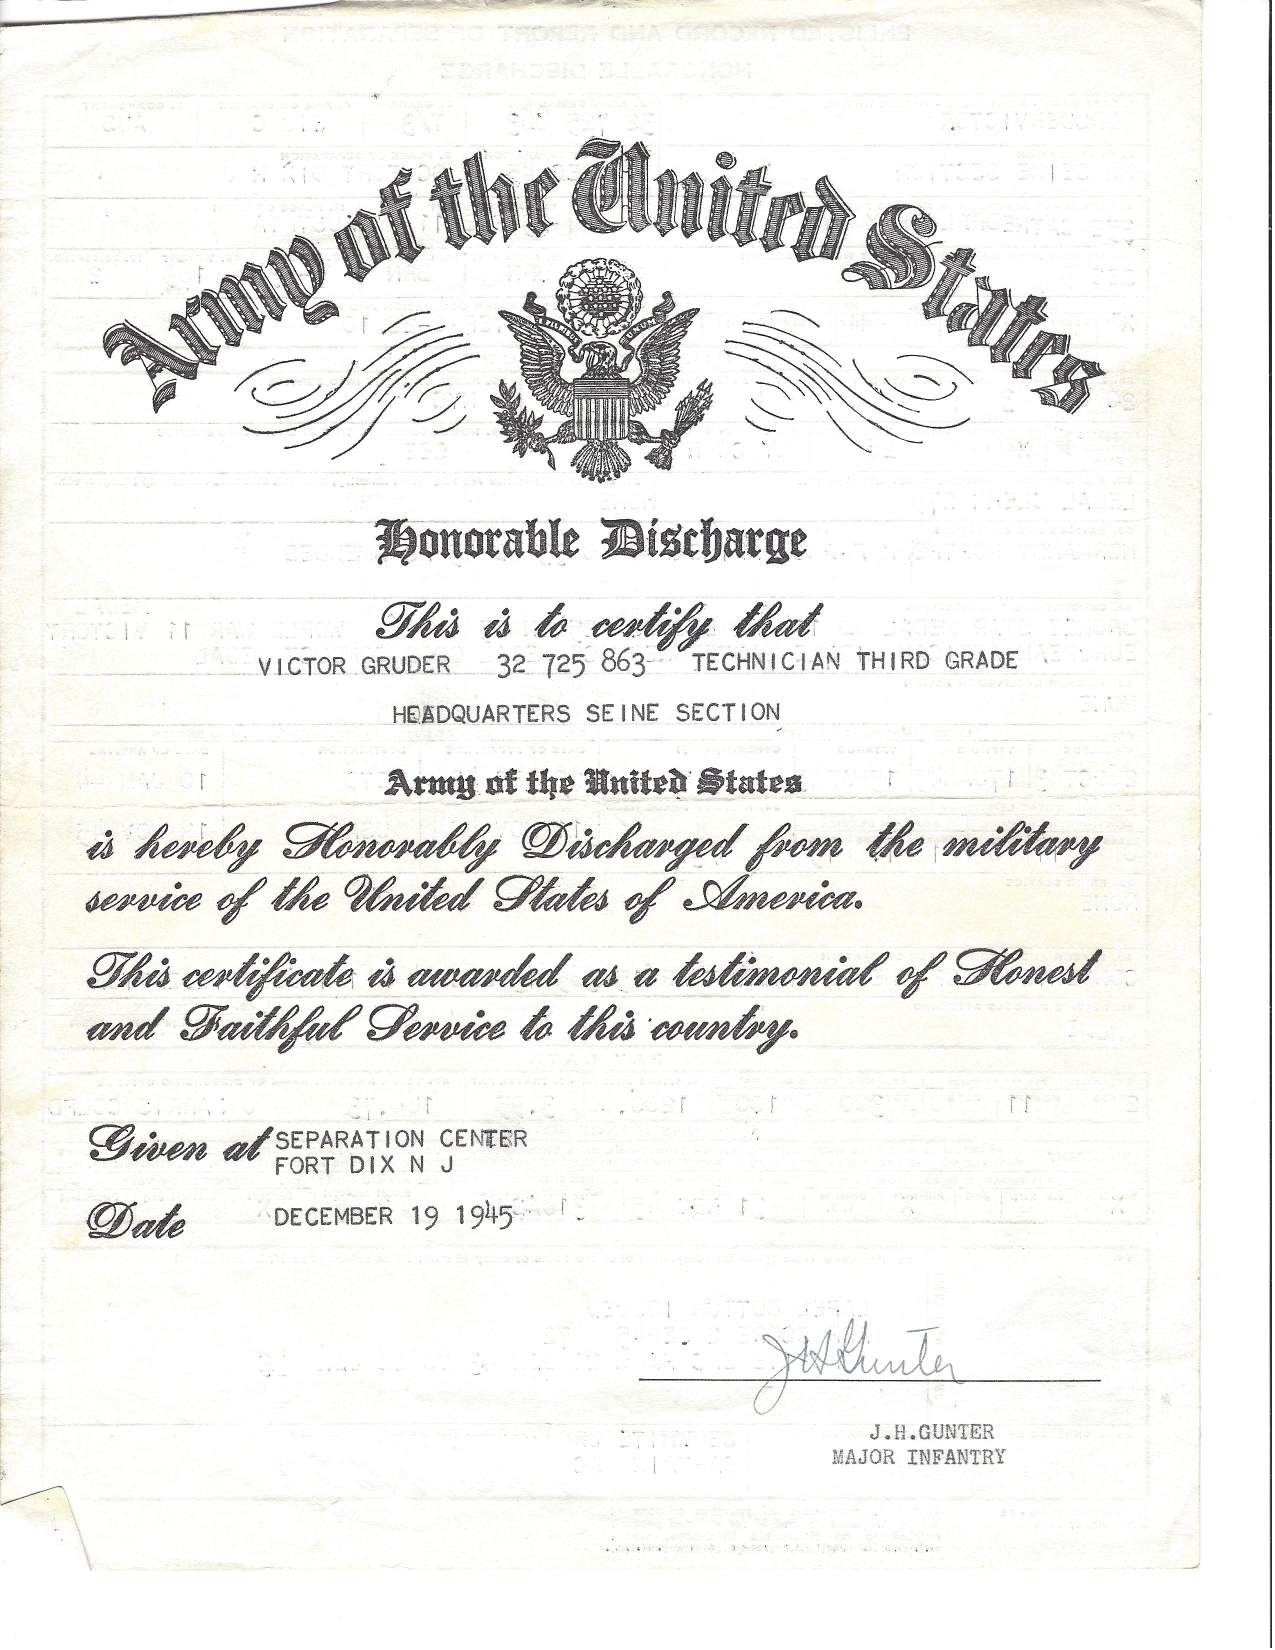 Army of the United States
Honorable Discharge
This is to certify that
VICTOR GRUDER 32 725 863 TECHNICIAN THIRD GRADE
HEADQUARTERS SEINE SECTION
Army of the United States
is hereby Honorably Discharged from the military
service of the United States of America.
This certificate is awarded as a testimonial of Honest
and Faithful Service to this country.
Given at SEPARATION CENTER
FORT DIX N J
Date DECEMBER 19 1945
J H Gunter
J.H.GUNTER
MAJOR INFANTRY